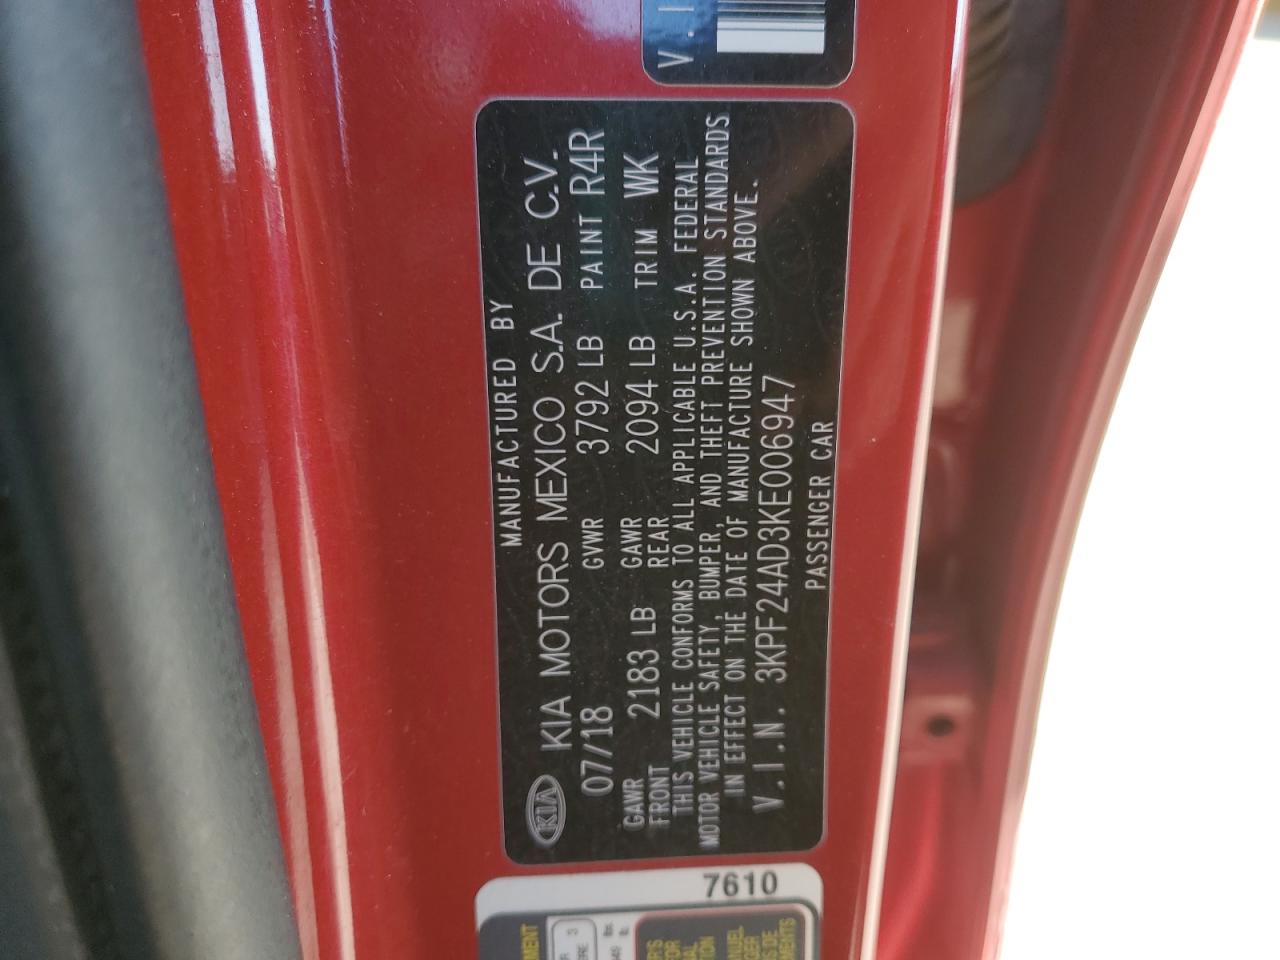 KIA
MANUFACTURED BY
KIA MOTORS MEXICO S.A. DE C.V.
07/18 GVWR 3792 LB PAINT R4R
GAWR FRONT 2183 LB GAWR REAR 2094 LB TRIM WK
THIS VEHICLE CONFORMS TO ALL APPLICABLE U.S.A. FEDERAL
MOTOR VEHICLE SAFETY, BUMPER, AND THEFT PREVENTION STANDARDS
IN EFFECT ON THE DATE OF MANUFACTURE SHOWN ABOVE.
V.I.N. 3KPF24AD3KE006947
PASSENGER CAR
V.I
7610